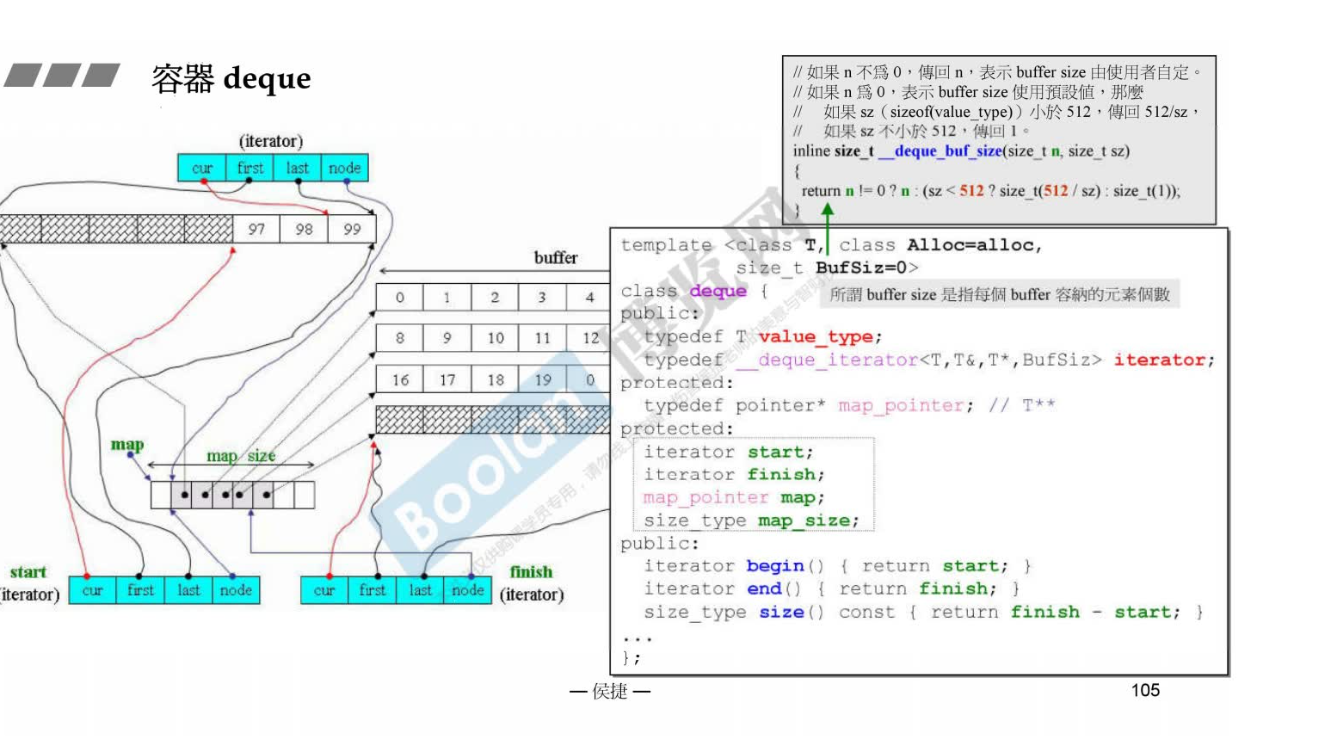 容器 deque
(iterator)
cur first last node
97 98 99
buffer
0 1 2 3 4
8 9 10 11 12
16 17 18 19 0
map
map_size
start
(iterator)
cur first last node
cur first last node
finish
(iterator)
// 如果 n 不為 0，傳回 n，表示 buffer size 由使用者自定。
// 如果 n 為 0，表示 buffer size 使用預設值，那麼
// 如果 sz（sizeof(value_type)）小於 512，傳回 512/sz，
// 如果 sz 不小於 512，傳回 1。
inline size_t __deque_buf_size(size_t n, size_t sz)
{
return n != 0 ? n : (sz < 512 ? size_t(512 / sz) : size_t(1));
}
template <class T, class Alloc=alloc,
size_t BufSiz=0>
class deque {
所謂 buffer size 是指每個 buffer 容納的元素個數
public:
typedef T value_type;
typedef __deque_iterator<T,T&,T*,BufSiz> iterator;
protected:
typedef pointer* map_pointer; // T**
protected:
iterator start;
iterator finish;
map_pointer map;
size_type map_size;
public:
iterator begin() { return start; }
iterator end() { return finish; }
size_type size() const { return finish - start; }
...
};
Boolan
博览网
— 侯捷 —
105